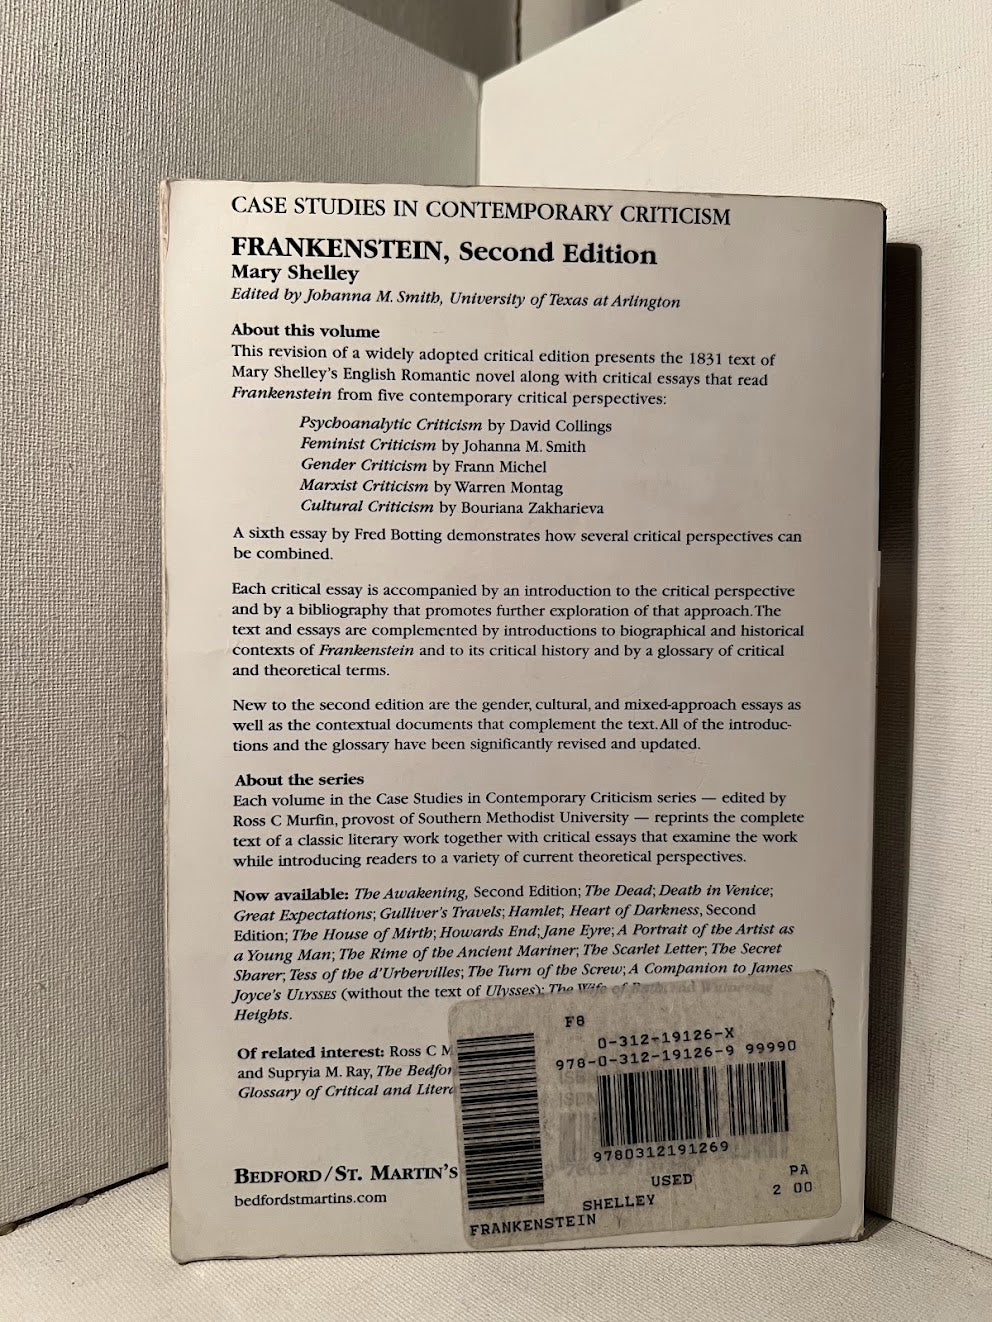 CASE STUDIES IN CONTEMPORARY CRITICISM
FRANKENSTEIN, Second Edition
Mary Shelley
Edited by Johanna M. Smith, University of Texas at Arlington
About this volume
This revision of a widely adopted critical edition presents the 1831 text of
Mary Shelley's English Romantic novel along with critical essays that read
Frankenstein from five contemporary critical perspectives:
Psychoanalytic Criticism by David Collings
Feminist Criticism by Johanna M. Smith
Gender Criticism by Frann Michel
Marxist Criticism by Warren Montag
Cultural Criticism by Bouriana Zakharieva
A sixth essay by Fred Botting demonstrates how several critical perspectives can
be combined.
Each critical essay is accompanied by an introduction to the critical perspective
and by a bibliography that promotes further exploration of that approach. The
text and essays are complemented by introductions to biographical and historical
contexts of Frankenstein and to its critical history and by a glossary of critical
and theoretical terms.
New to the second edition are the gender, cultural, and mixed-approach essays as
well as the contextual documents that complement the text. All of the introduc-
tions and the glossary have been significantly revised and updated.
About the series
Each volume in the Case Studies in Contemporary Criticism series — edited by
Ross C Murfin, provost of Southern Methodist University — reprints the complete
text of a classic literary work together with critical essays that examine the work
while introducing readers to a variety of current theoretical perspectives.
Now available: The Awakening, Second Edition; The Dead; Death in Venice;
Great Expectations; Gulliver's Travels; Hamlet; Heart of Darkness, Second
Edition; The House of Mirth; Howards End; Jane Eyre; A Portrait of the Artist as
a Young Man; The Rime of the Ancient Mariner; The Scarlet Letter; The Secret
Sharer; Tess of the d'Urbervilles; The Turn of the Screw; A Companion to James
Joyce's ULYSSES (without the text of Ulysses); The Wife of Bath; and Wuthering
Heights.
Of related interest: Ross C M
and Supryia M. Ray, The Bedfor
Glossary of Critical and Litera
BEDFORD/ST. MARTIN'S
bedfordstmartins.com
F8
0-312-19126-X
978-0-312-19126-9 99990
9780312191269
USED
PA
SHELLEY
2 00
FRANKENSTEIN